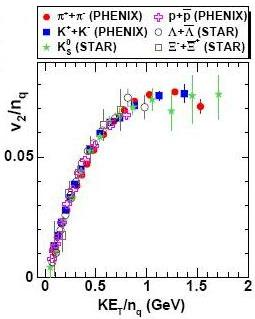 π⁺+π⁻ (PHENIX) p+p̅ (PHENIX)
K⁺+K⁻ (PHENIX) Λ+Λ̅ (STAR)
K⁰ₛ (STAR) Ξ⁻+Ξ̅⁺ (STAR)
v₂/n_q
0.05
0
0 0.5 1 1.5 2
KE_T/n_q (GeV)